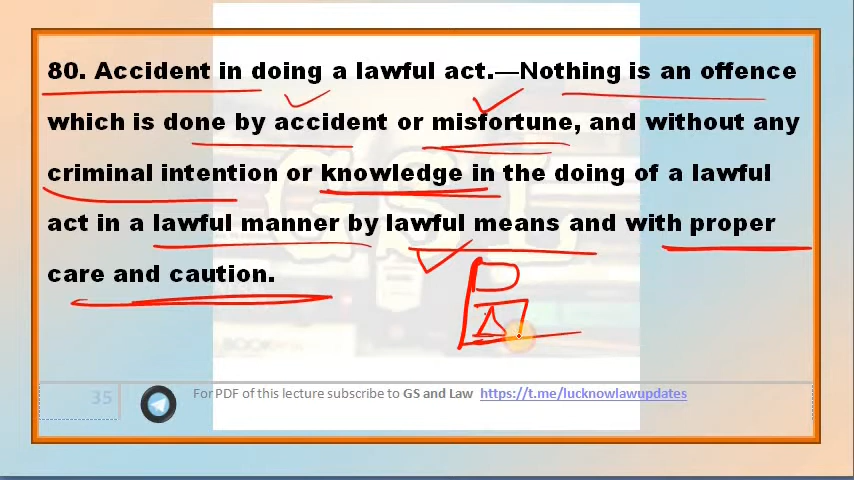 80. Accident in doing a lawful act.—Nothing is an offence
which is done by accident or misfortune, and without any
criminal intention or knowledge in the doing of a lawful
act in a lawful manner by lawful means and with proper
care and caution.
GSL
35
For PDF of this lecture subscribe to GS and Law https://t.me/lucknowlawupdates